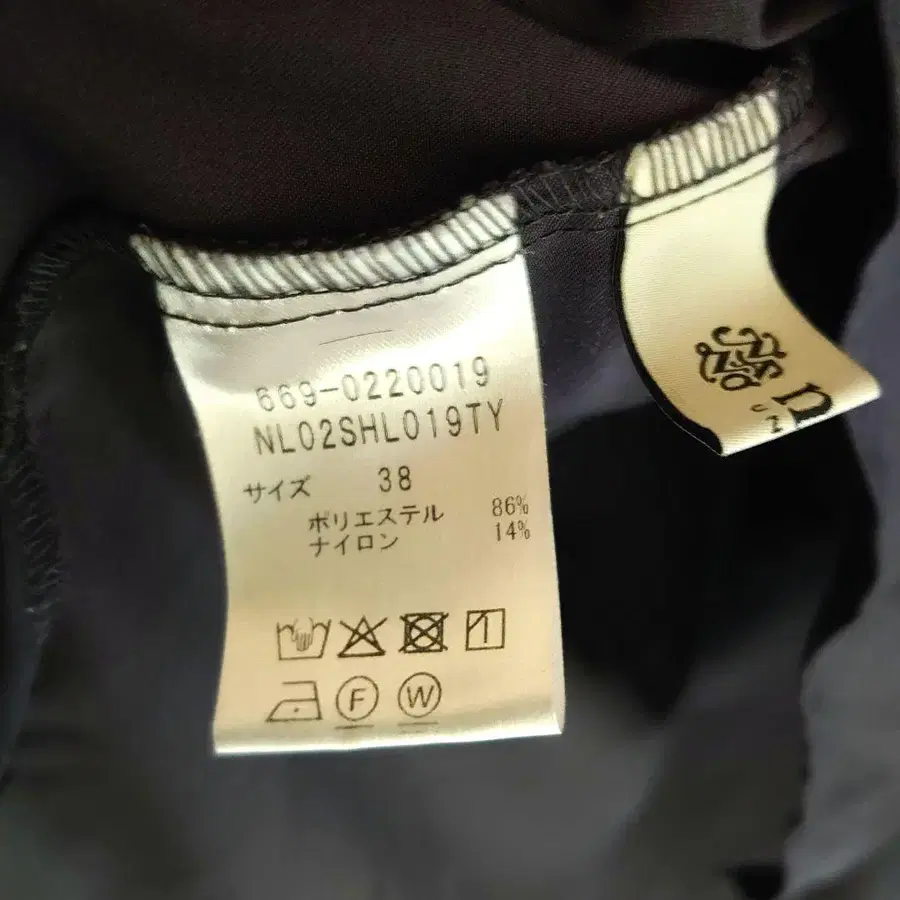 669-0220019
NL02SHL019TY
サイズ 38
ポリエステル 86%
ナイロン 14%
F W
n